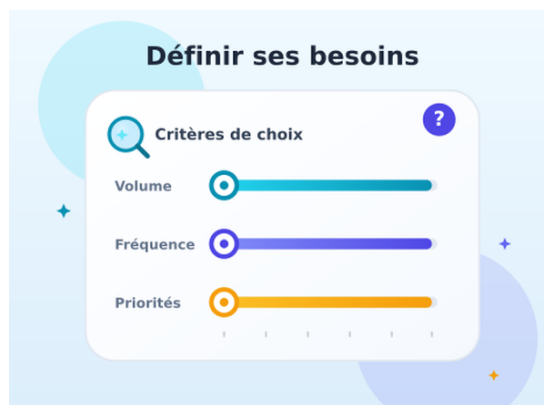 Définir ses besoins
?
Critères de choix
Volume
Fréquence
Priorités